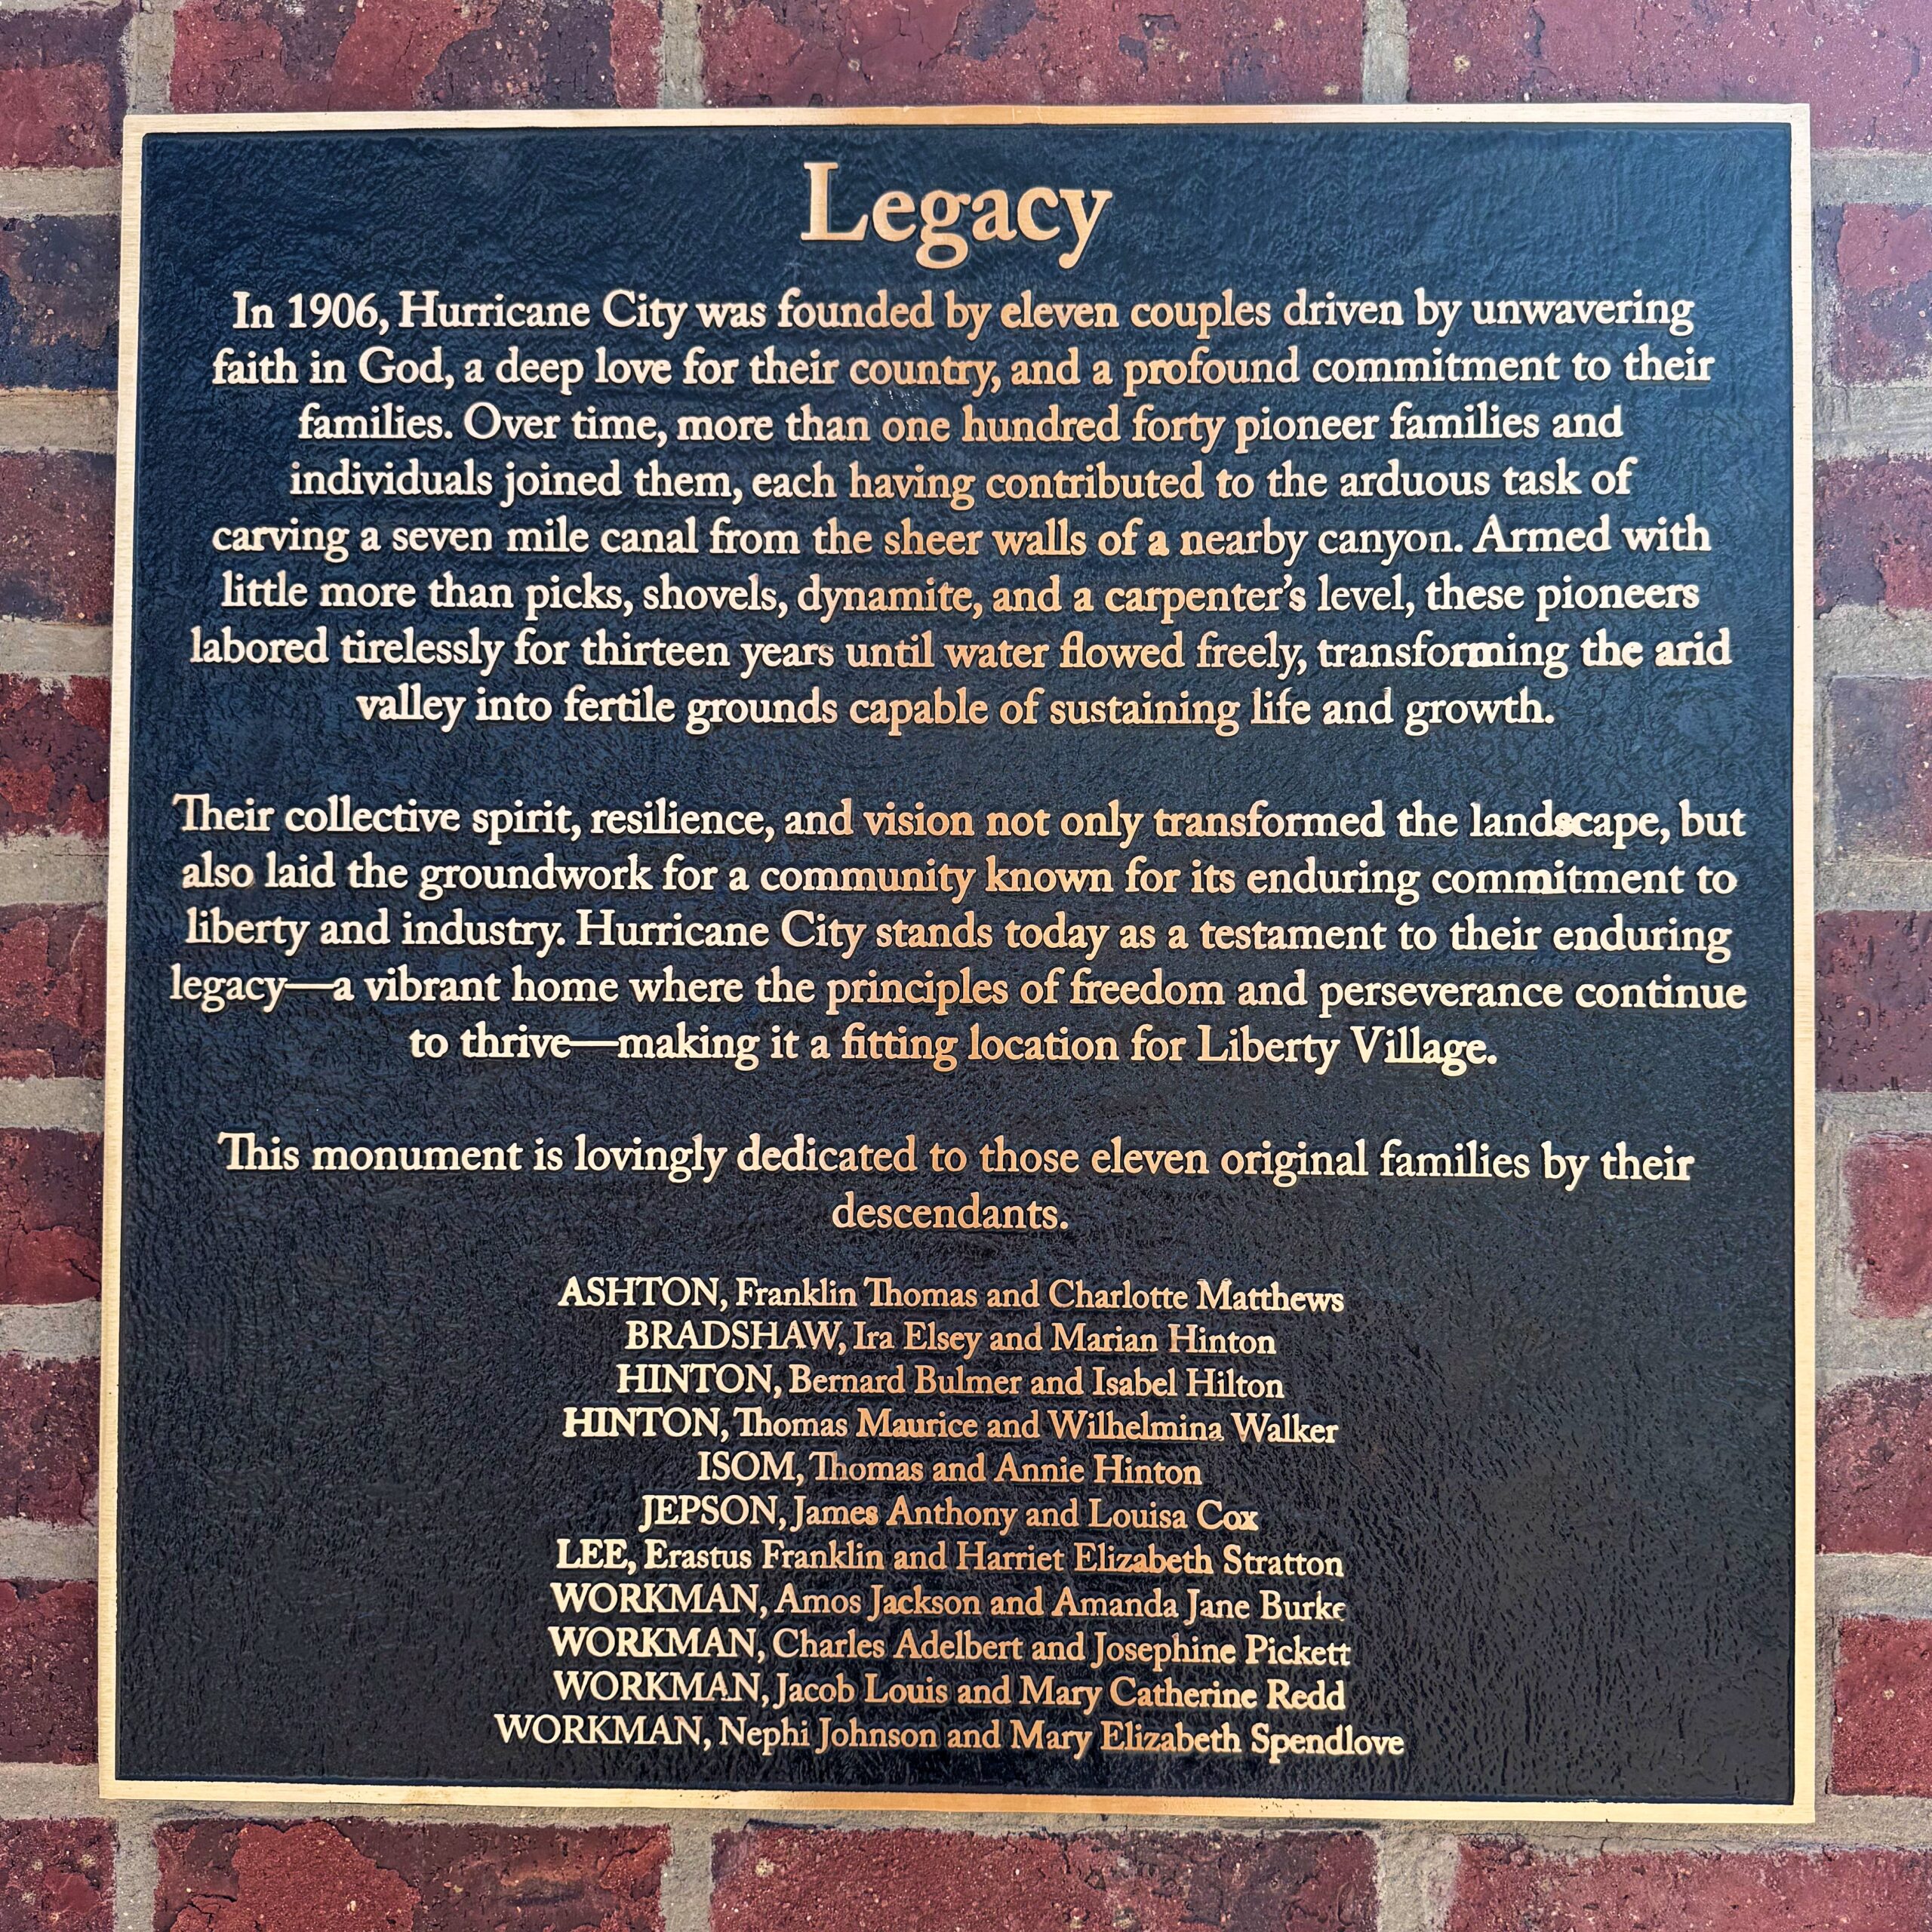 Legacy
In 1906, Hurricane City was founded by eleven couples driven by unwavering
faith in God, a deep love for their country, and a profound commitment to their
families. Over time, more than one hundred forty pioneer families and
individuals joined them, each having contributed to the arduous task of
carving a seven mile canal from the sheer walls of a nearby canyon. Armed with
little more than picks, shovels, dynamite, and a carpenter’s level, these pioneers
labored tirelessly for thirteen years until water flowed freely, transforming the arid
valley into fertile grounds capable of sustaining life and growth.
Their collective spirit, resilience, and vision not only transformed the landscape, but
also laid the groundwork for a community known for its enduring commitment to
liberty and industry. Hurricane City stands today as a testament to their enduring
legacy—a vibrant home where the principles of freedom and perseverance continue
to thrive—making it a fitting location for Liberty Village.
This monument is lovingly dedicated to those eleven original families by their
descendants.
ASHTON, Franklin Thomas and Charlotte Matthews
BRADSHAW, Ira Elsey and Marian Hinton
HINTON, Bernard Bulmer and Isabel Hilton
HINTON, Thomas Maurice and Wilhelmina Walker
ISOM, Thomas and Annie Hinton
JEPSON, James Anthony and Louisa Cox
LEE, Erastus Franklin and Harriet Elizabeth Stratton
WORKMAN, Amos Jackson and Amanda Jane Burke
WORKMAN, Charles Adelbert and Josephine Pickett
WORKMAN, Jacob Louis and Mary Catherine Redd
WORKMAN, Nephi Johnson and Mary Elizabeth Spendlove